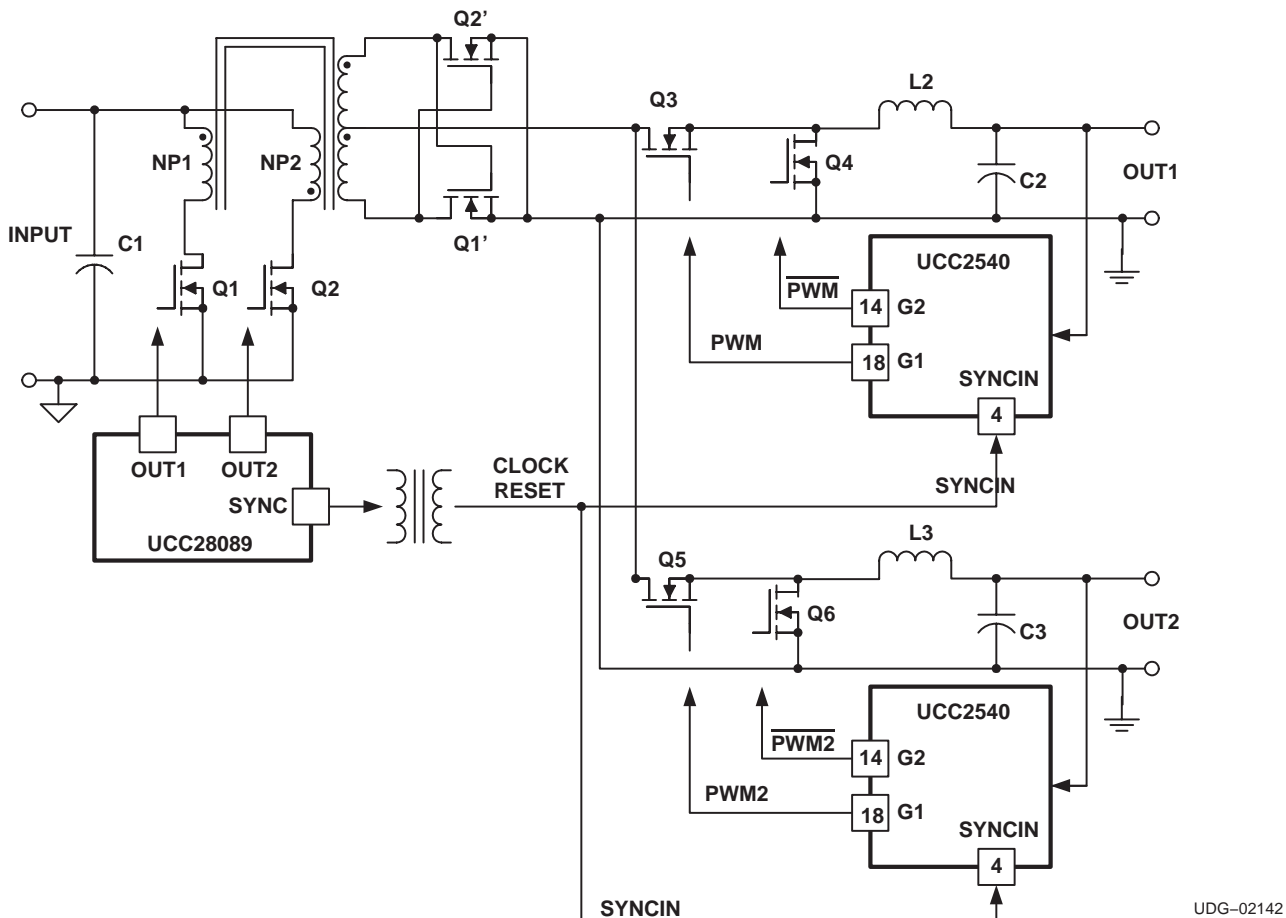 Q2’
Q3
L2
NP1
NP2
Q4
C2
OUT1
Q1’
INPUT
C1
Q1
Q2
UCC2540
PWM
14
G2
PWM
18
G1
SYNCIN
4
OUT1
OUT2
CLOCK
RESET
SYNCIN
SYNC
UCC28089
L3
Q5
Q6
C3
OUT2
UCC2540
PWM2
14
G2
PWM2
18
G1
SYNCIN
4
SYNCIN
UDG–02142